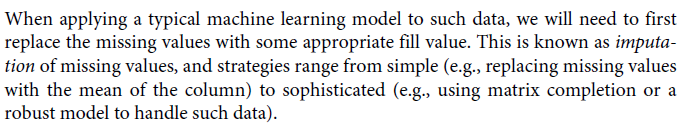 When applying a typical machine learning model to such data, we will need to first
replace the missing values with some appropriate fill value. This is known as imputa-
tion of missing values, and strategies range from simple (e.g., replacing missing values
with the mean of the column) to sophisticated (e.g., using matrix completion or a
robust model to handle such data).